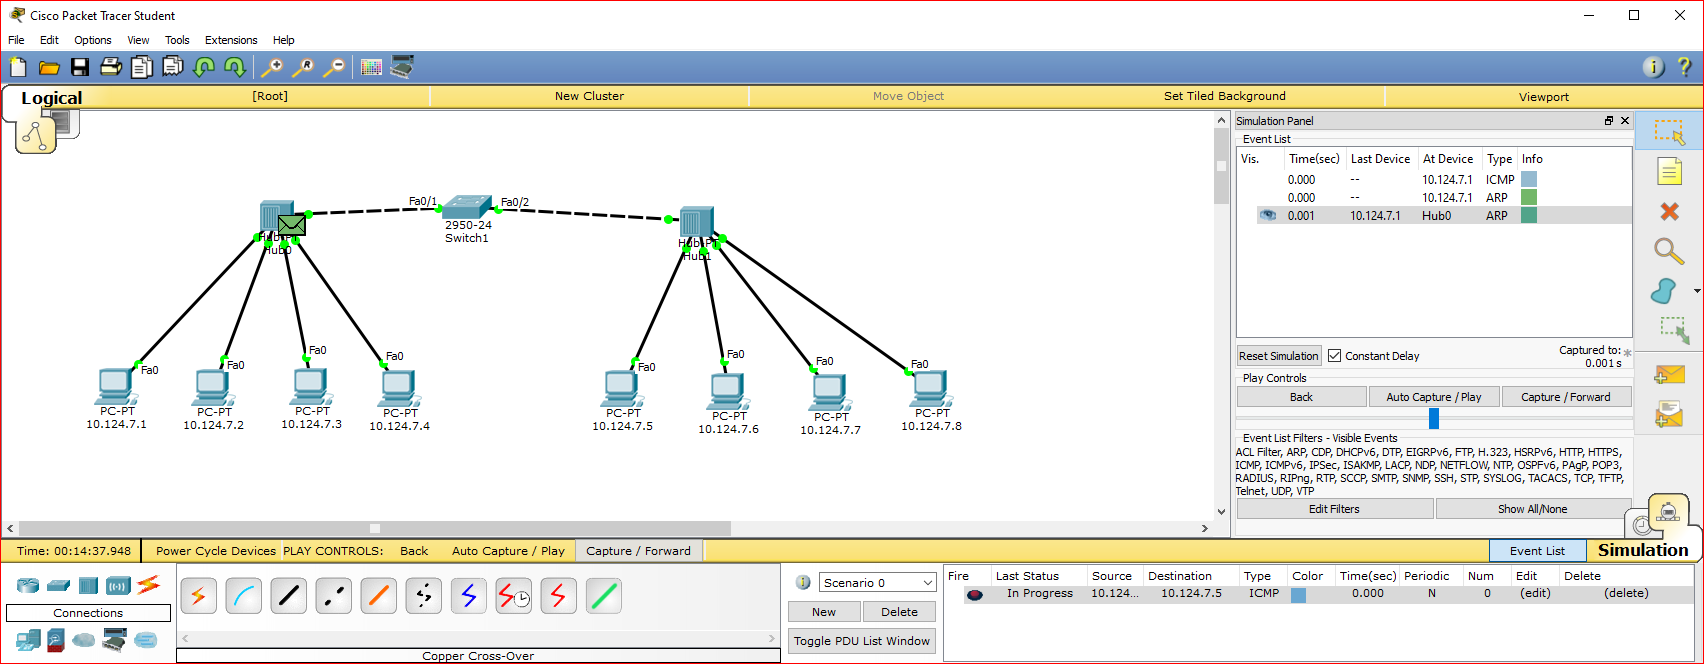 Cisco Packet Tracer Student
File Edit Options View Tools Extensions Help
Logical [Root] New Cluster Move Object Set Tiled Background Viewport
Fa0/1 Fa0/2
2950-24
Switch1
Hub-PT
Hub0
Hub-PT
Hub1
Fa0 Fa0 Fa0 Fa0 Fa0 Fa0 Fa0 Fa0
PC-PT
10.124.7.1
PC-PT
10.124.7.2
PC-PT
10.124.7.3
PC-PT
10.124.7.4
PC-PT
10.124.7.5
PC-PT
10.124.7.6
PC-PT
10.124.7.7
PC-PT
10.124.7.8
Simulation Panel
Event List
Vis. Time(sec) Last Device At Device Type Info
0.000 -- 10.124.7.1 ICMP
0.000 -- 10.124.7.1 ARP
0.001 10.124.7.1 Hub0 ARP
Reset Simulation Constant Delay Captured to: *
0.001 s
Play Controls
Back Auto Capture / Play Capture / Forward
Event List Filters - Visible Events
ACL Filter, ARP, CDP, DHCPv6, DTP, EIGRPv6, FTP, H.323, HSRPv6, HTTP, HTTPS,
ICMP, ICMPv6, IPSec, ISAKMP, LACP, NDP, NETFLOW, NTP, OSPFv6, PAgP, POP3,
RADIUS, RIPng, RTP, SCCP, SMTP, SNMP, SSH, STP, SYSLOG, TACACS, TCP, TFTP,
Telnet, UDP, VTP
Edit Filters Show All/None
Time: 00:14:37.948 Power Cycle Devices PLAY CONTROLS: Back Auto Capture / Play Capture / Forward Event List Simulation
Connections
Copper Cross-Over
Scenario 0
New Delete
Toggle PDU List Window
Fire Last Status Source Destination Type Color Time(sec) Periodic Num Edit Delete
In Progress 10.124... 10.124.7.5 ICMP 0.000 N 0 (edit) (delete)